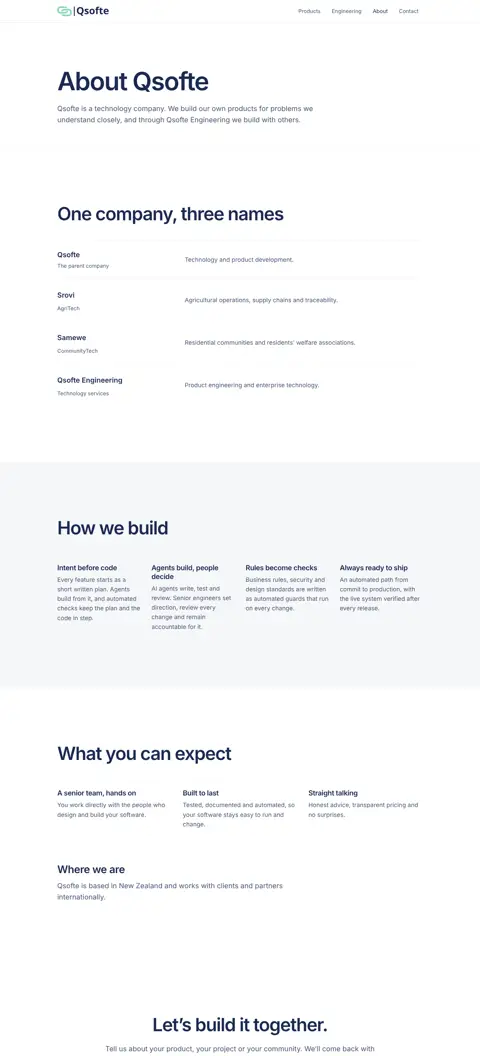 Qsofte
Products Engineering About Contact
About Qsofte
Qsofte is a technology company. We build our own products for problems we
understand closely, and through Qsofte Engineering we build with others.
One company, three names
Qsofte
The parent company
Technology and product development.
Srovi
AgriTech
Agricultural operations, supply chains and traceability.
Samewe
CommunityTech
Residential communities and residents' welfare associations.
Qsofte Engineering
Technology services
Product engineering and enterprise technology.
How we build
Intent before code
Every feature starts as a
short written plan. Agents
build from it, and automated
checks keep the plan and the
code in step.
Agents build, people
decide
AI agents write, test and
review. Senior engineers set
direction, review every
change and remain
accountable for it.
Rules become checks
Business rules, security and
design standards are written
as automated guards that run
on every change.
Always ready to ship
An automated path from
commit to production, with
the live system verified after
every release.
What you can expect
A senior team, hands on
You work directly with the people who
design and build your software.
Built to last
Tested, documented and automated, so
your software stays easy to run and
change.
Straight talking
Honest advice, transparent pricing and
no surprises.
Where we are
Qsofte is based in New Zealand and works with clients and partners
internationally.
Let's build it together.
Tell us about your product, your project or your community. We'll come back with